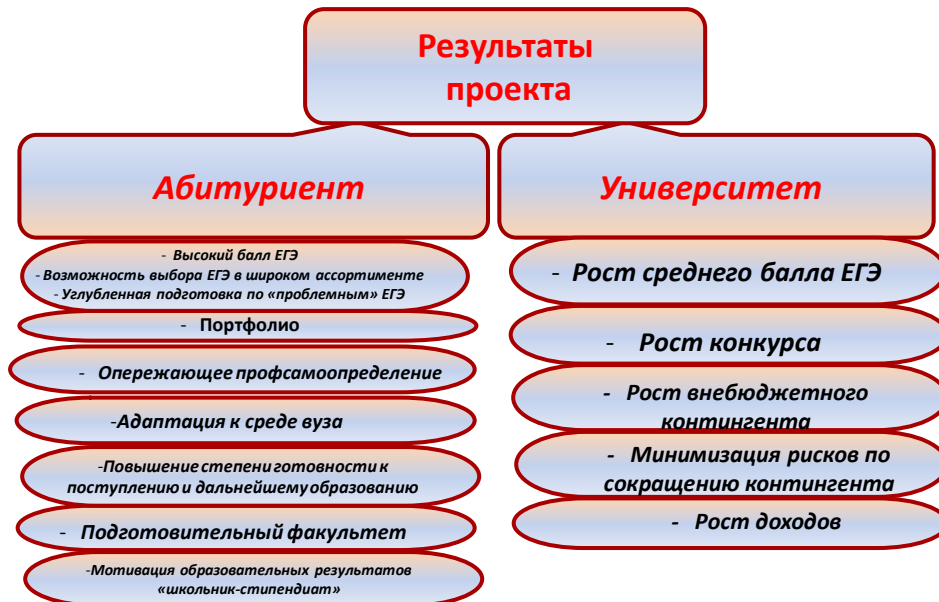 Результаты
проекта
Абитуриент
- Высокий балл ЕГЭ
- Возможность выбора ЕГЭ в широком ассортименте
- Углубленная подготовка по «проблемным» ЕГЭ
- Портфолио
- Опережающее профсамоопределение
-Адаптация к среде вуза
-Повышение степени готовности к
поступлению и дальнейшему образованию
- Подготовительный факультет
-Мотивация образовательных результатов
«школьник-стипендиат»
Университет
- Рост среднего балла ЕГЭ
- Рост конкурса
- Рост внебюджетного
контингента
- Минимизация рисков по
сокращению контингента
- Рост доходов